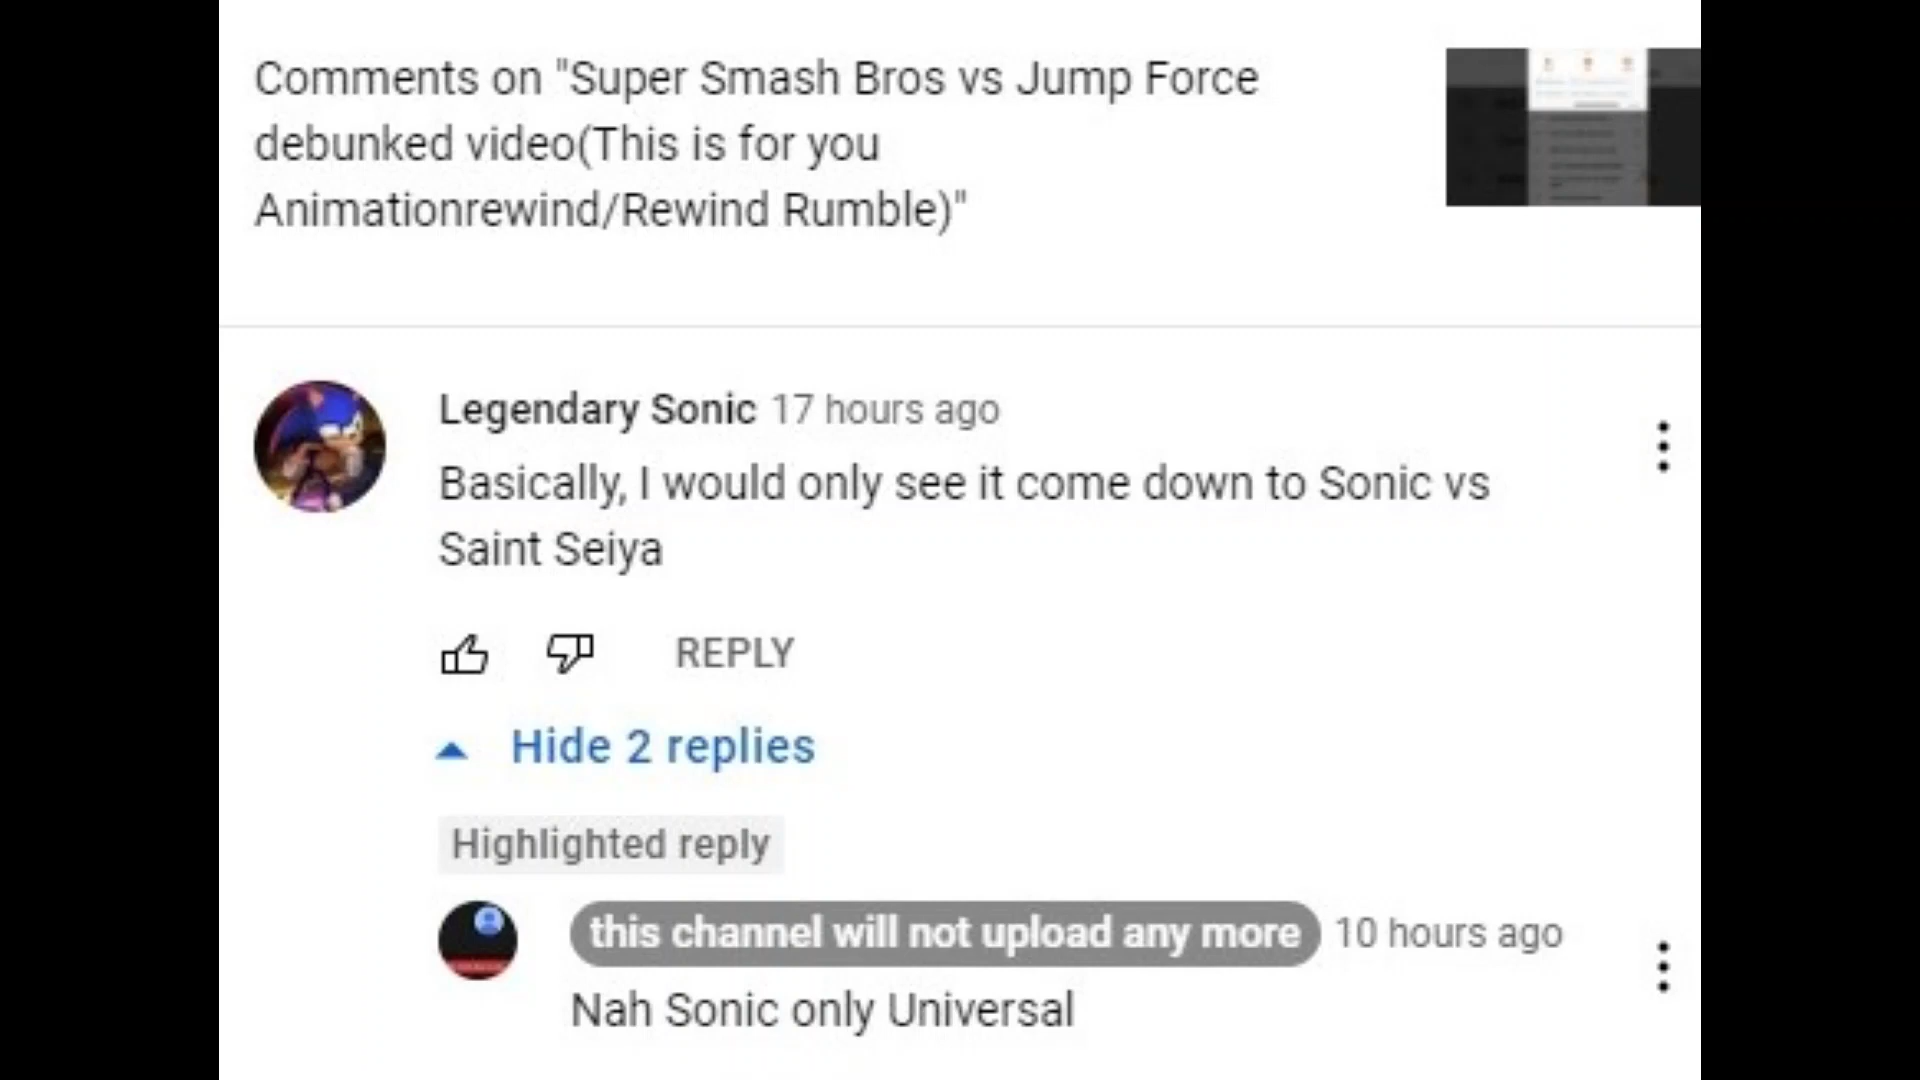 Comments on "Super Smash Bros vs Jump Force
debunked video(This is for you
Animationrewind/Rewind Rumble)"
Legendary Sonic 17 hours ago
Basically, I would only see it come down to Sonic vs
Saint Seiya
REPLY
Hide 2 replies
Highlighted reply
this channel will not upload any more 10 hours ago
Nah Sonic only Universal